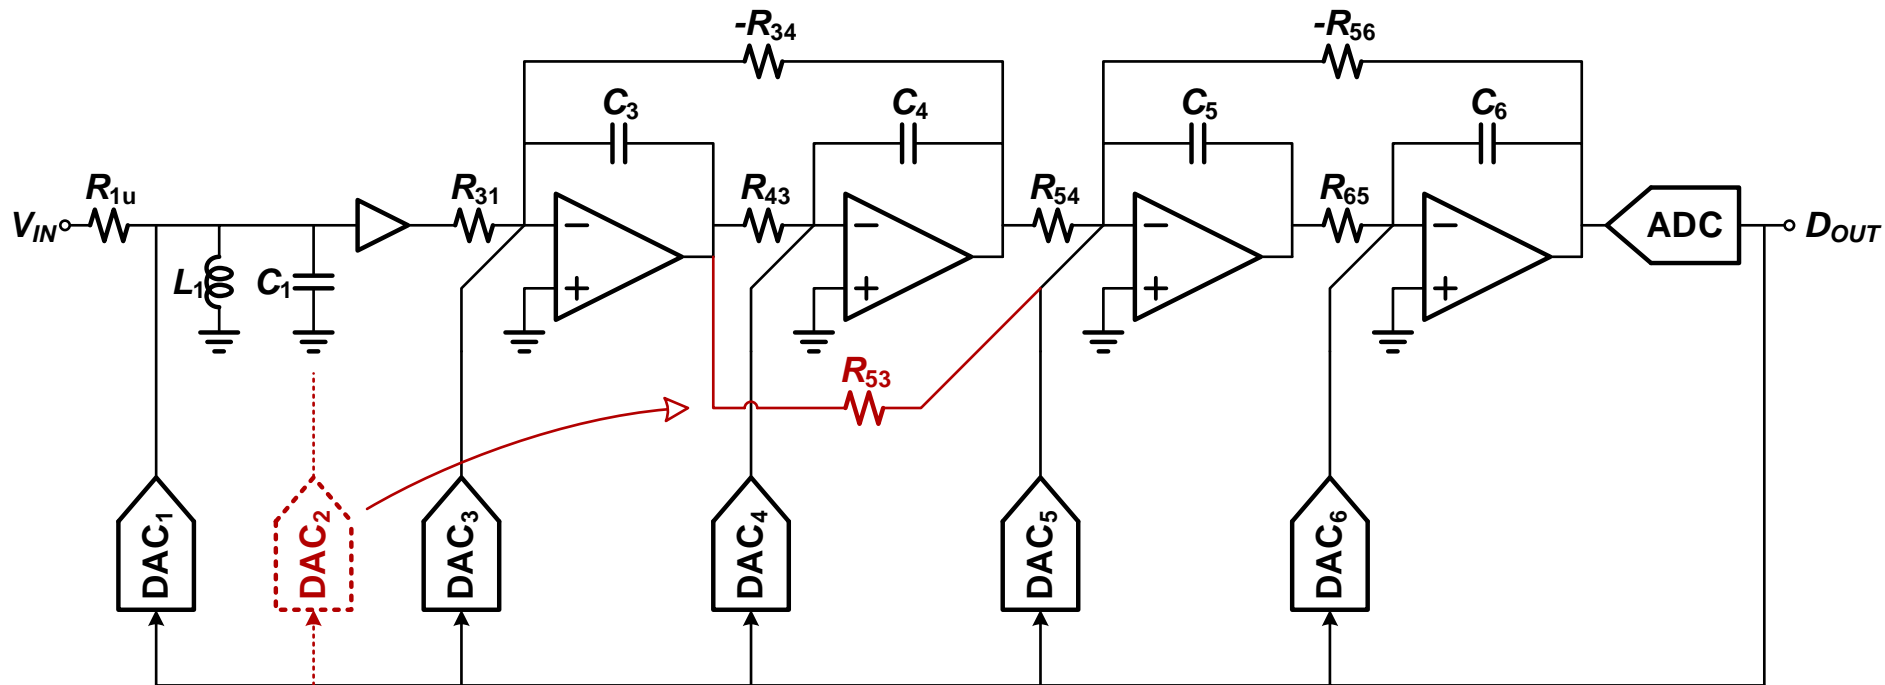 -R34
-R56
C3
C4
C5
C6
R1u
R31
R43
R54
R65
VIN
ADC
DOUT
L1
C1
R53
DAC1
DAC2
DAC3
DAC4
DAC5
DAC6